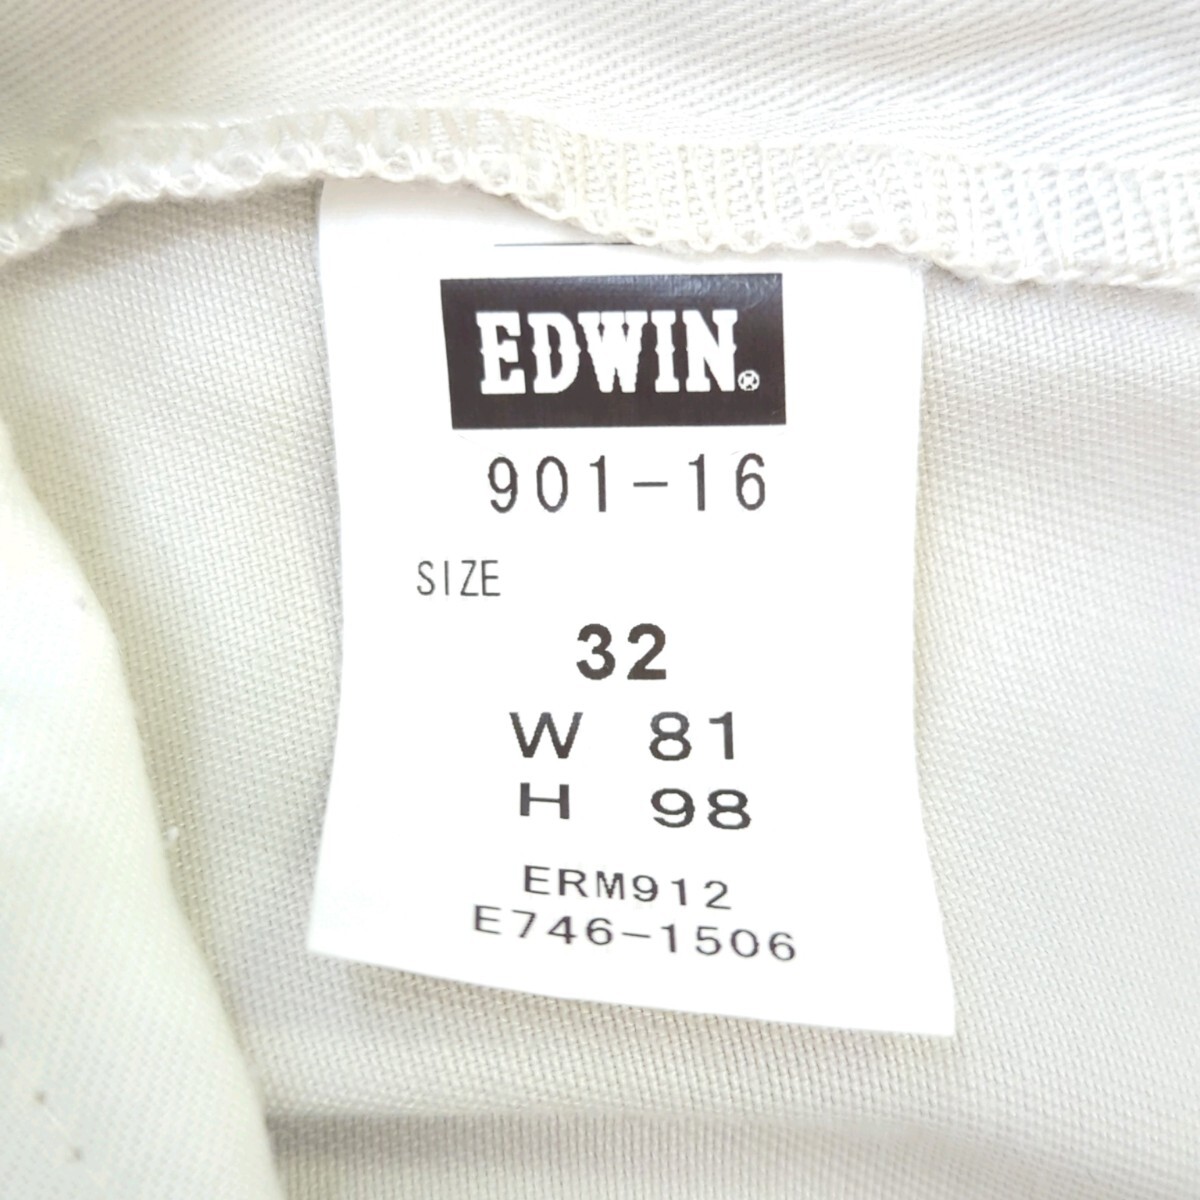 EDWIN®
901-16
SIZE
32
W 81
H 98
ERM912
E746-1506